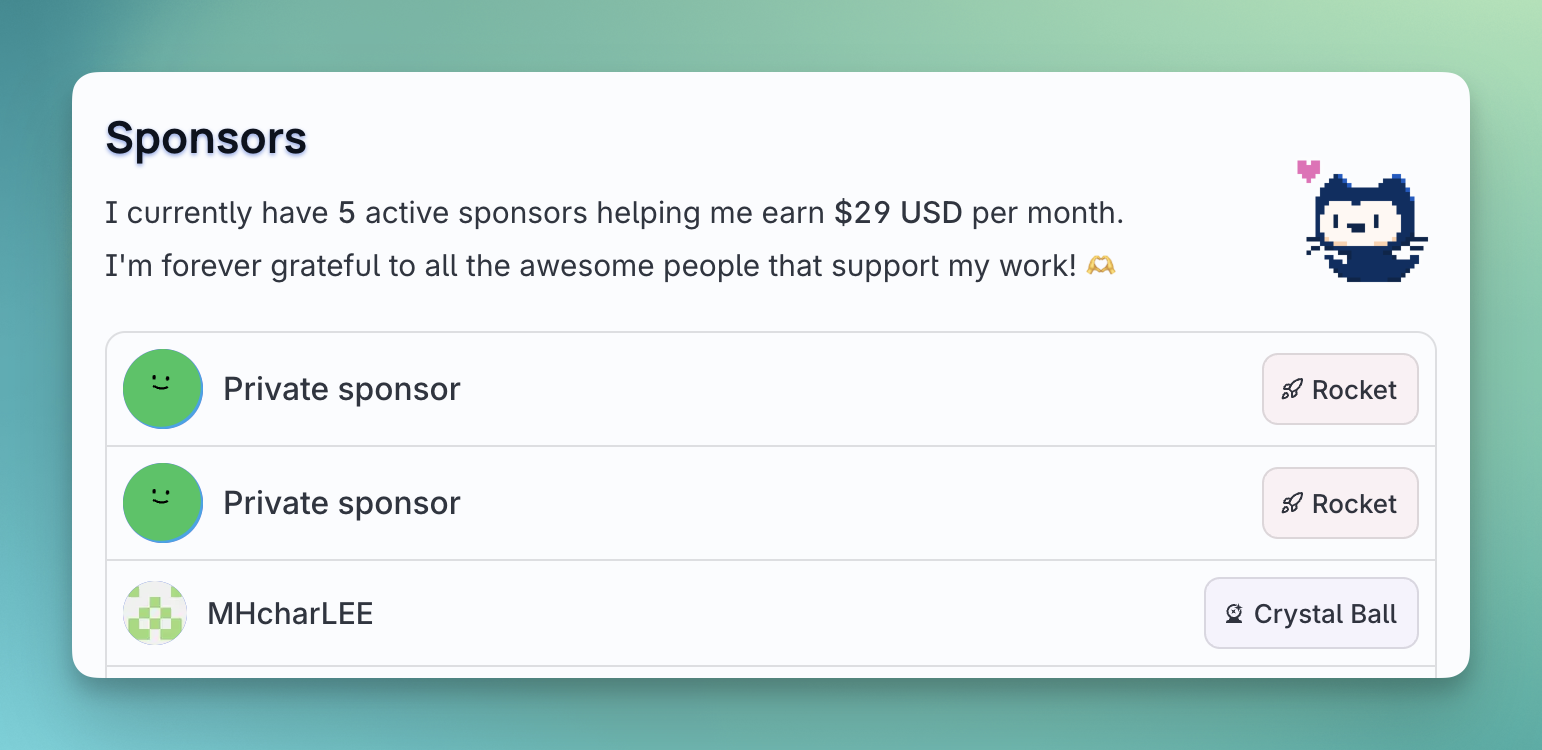 Sponsors
I currently have 5 active sponsors helping me earn $29 USD per month.
I'm forever grateful to all the awesome people that support my work! 🫶
Private sponsor
Rocket
Private sponsor
Rocket
MHcharLEE
Crystal Ball